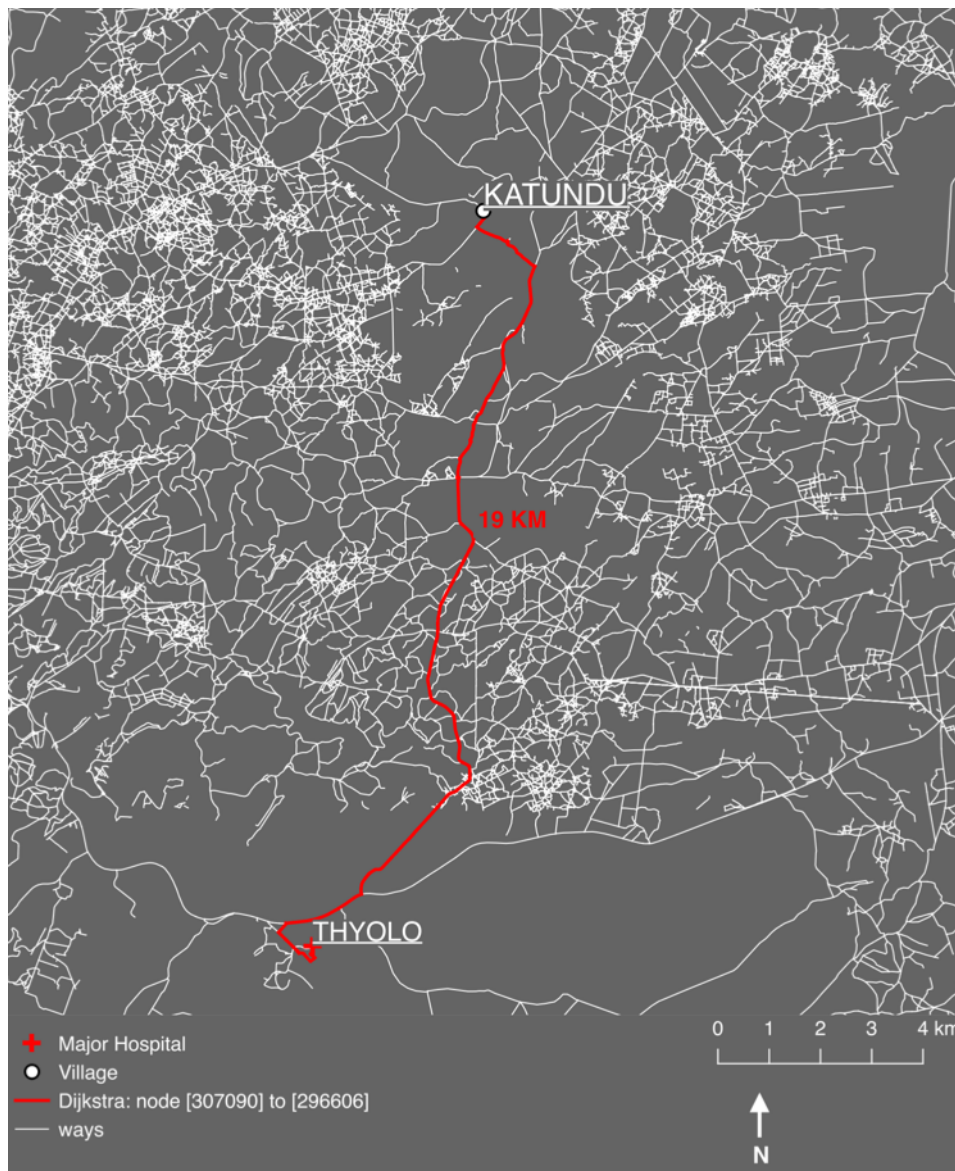 KATUNDU
19 KM
THYOLO
Major Hospital
Village
Dijkstra: node [307090] to [296606]
ways
0 1 2 3 4 km
N